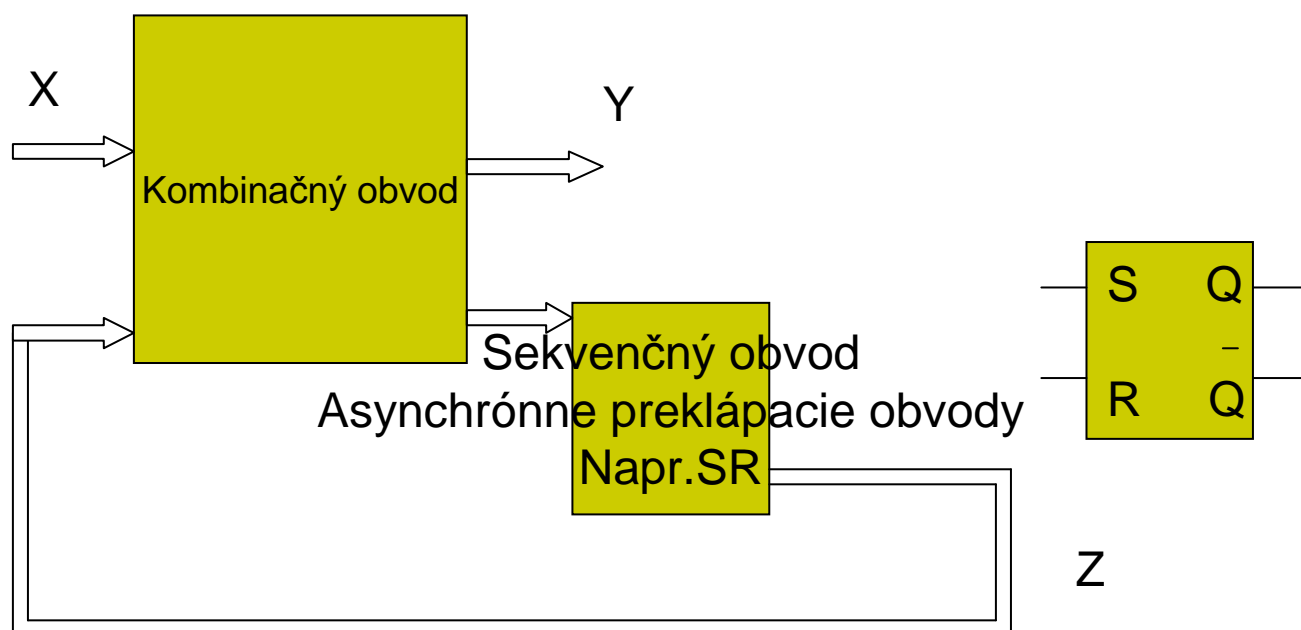 X
Y
Kombinačný obvod
S Q
Sekvenčný obvod
Asynchrónne preklápacie obvody
R Q̅
Napr.SR
Z